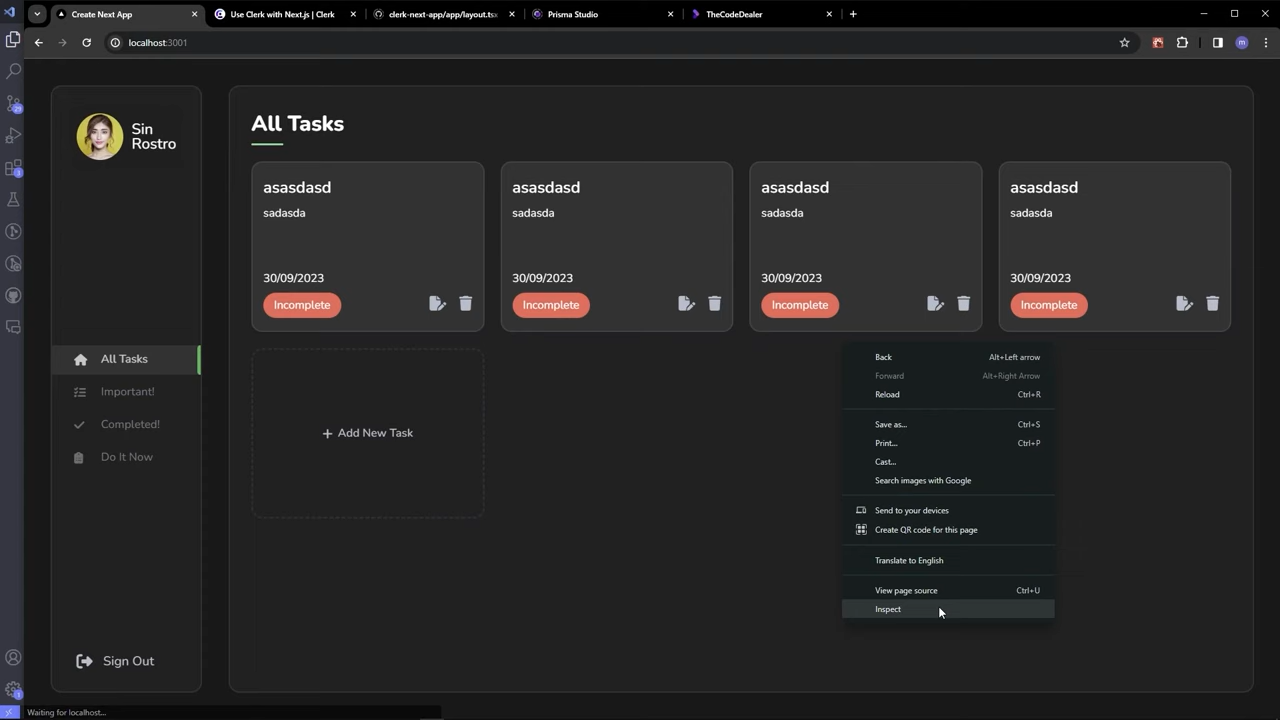 Create Next App
Use Clerk with Next.js | Clerk
clerk-next-app/app/layout.tsx
Prisma Studio
TheCodeDealer
localhost:3001
m
Sin
Rostro
All Tasks
Important!
Completed!
Do It Now
Sign Out
All Tasks
asasdasd
sadasda
30/09/2023
Incomplete
asasdasd
sadasda
30/09/2023
Incomplete
asasdasd
sadasda
30/09/2023
Incomplete
asasdasd
sadasda
30/09/2023
Incomplete
+ Add New Task
Back Alt+Left arrow
Forward Alt+Right Arrow
Reload Ctrl+R
Save as... Ctrl+S
Print... Ctrl+P
Cast...
Search images with Google
Send to your devices
Create QR code for this page
Translate to English
View page source Ctrl+U
Inspect
Waiting for localhost...